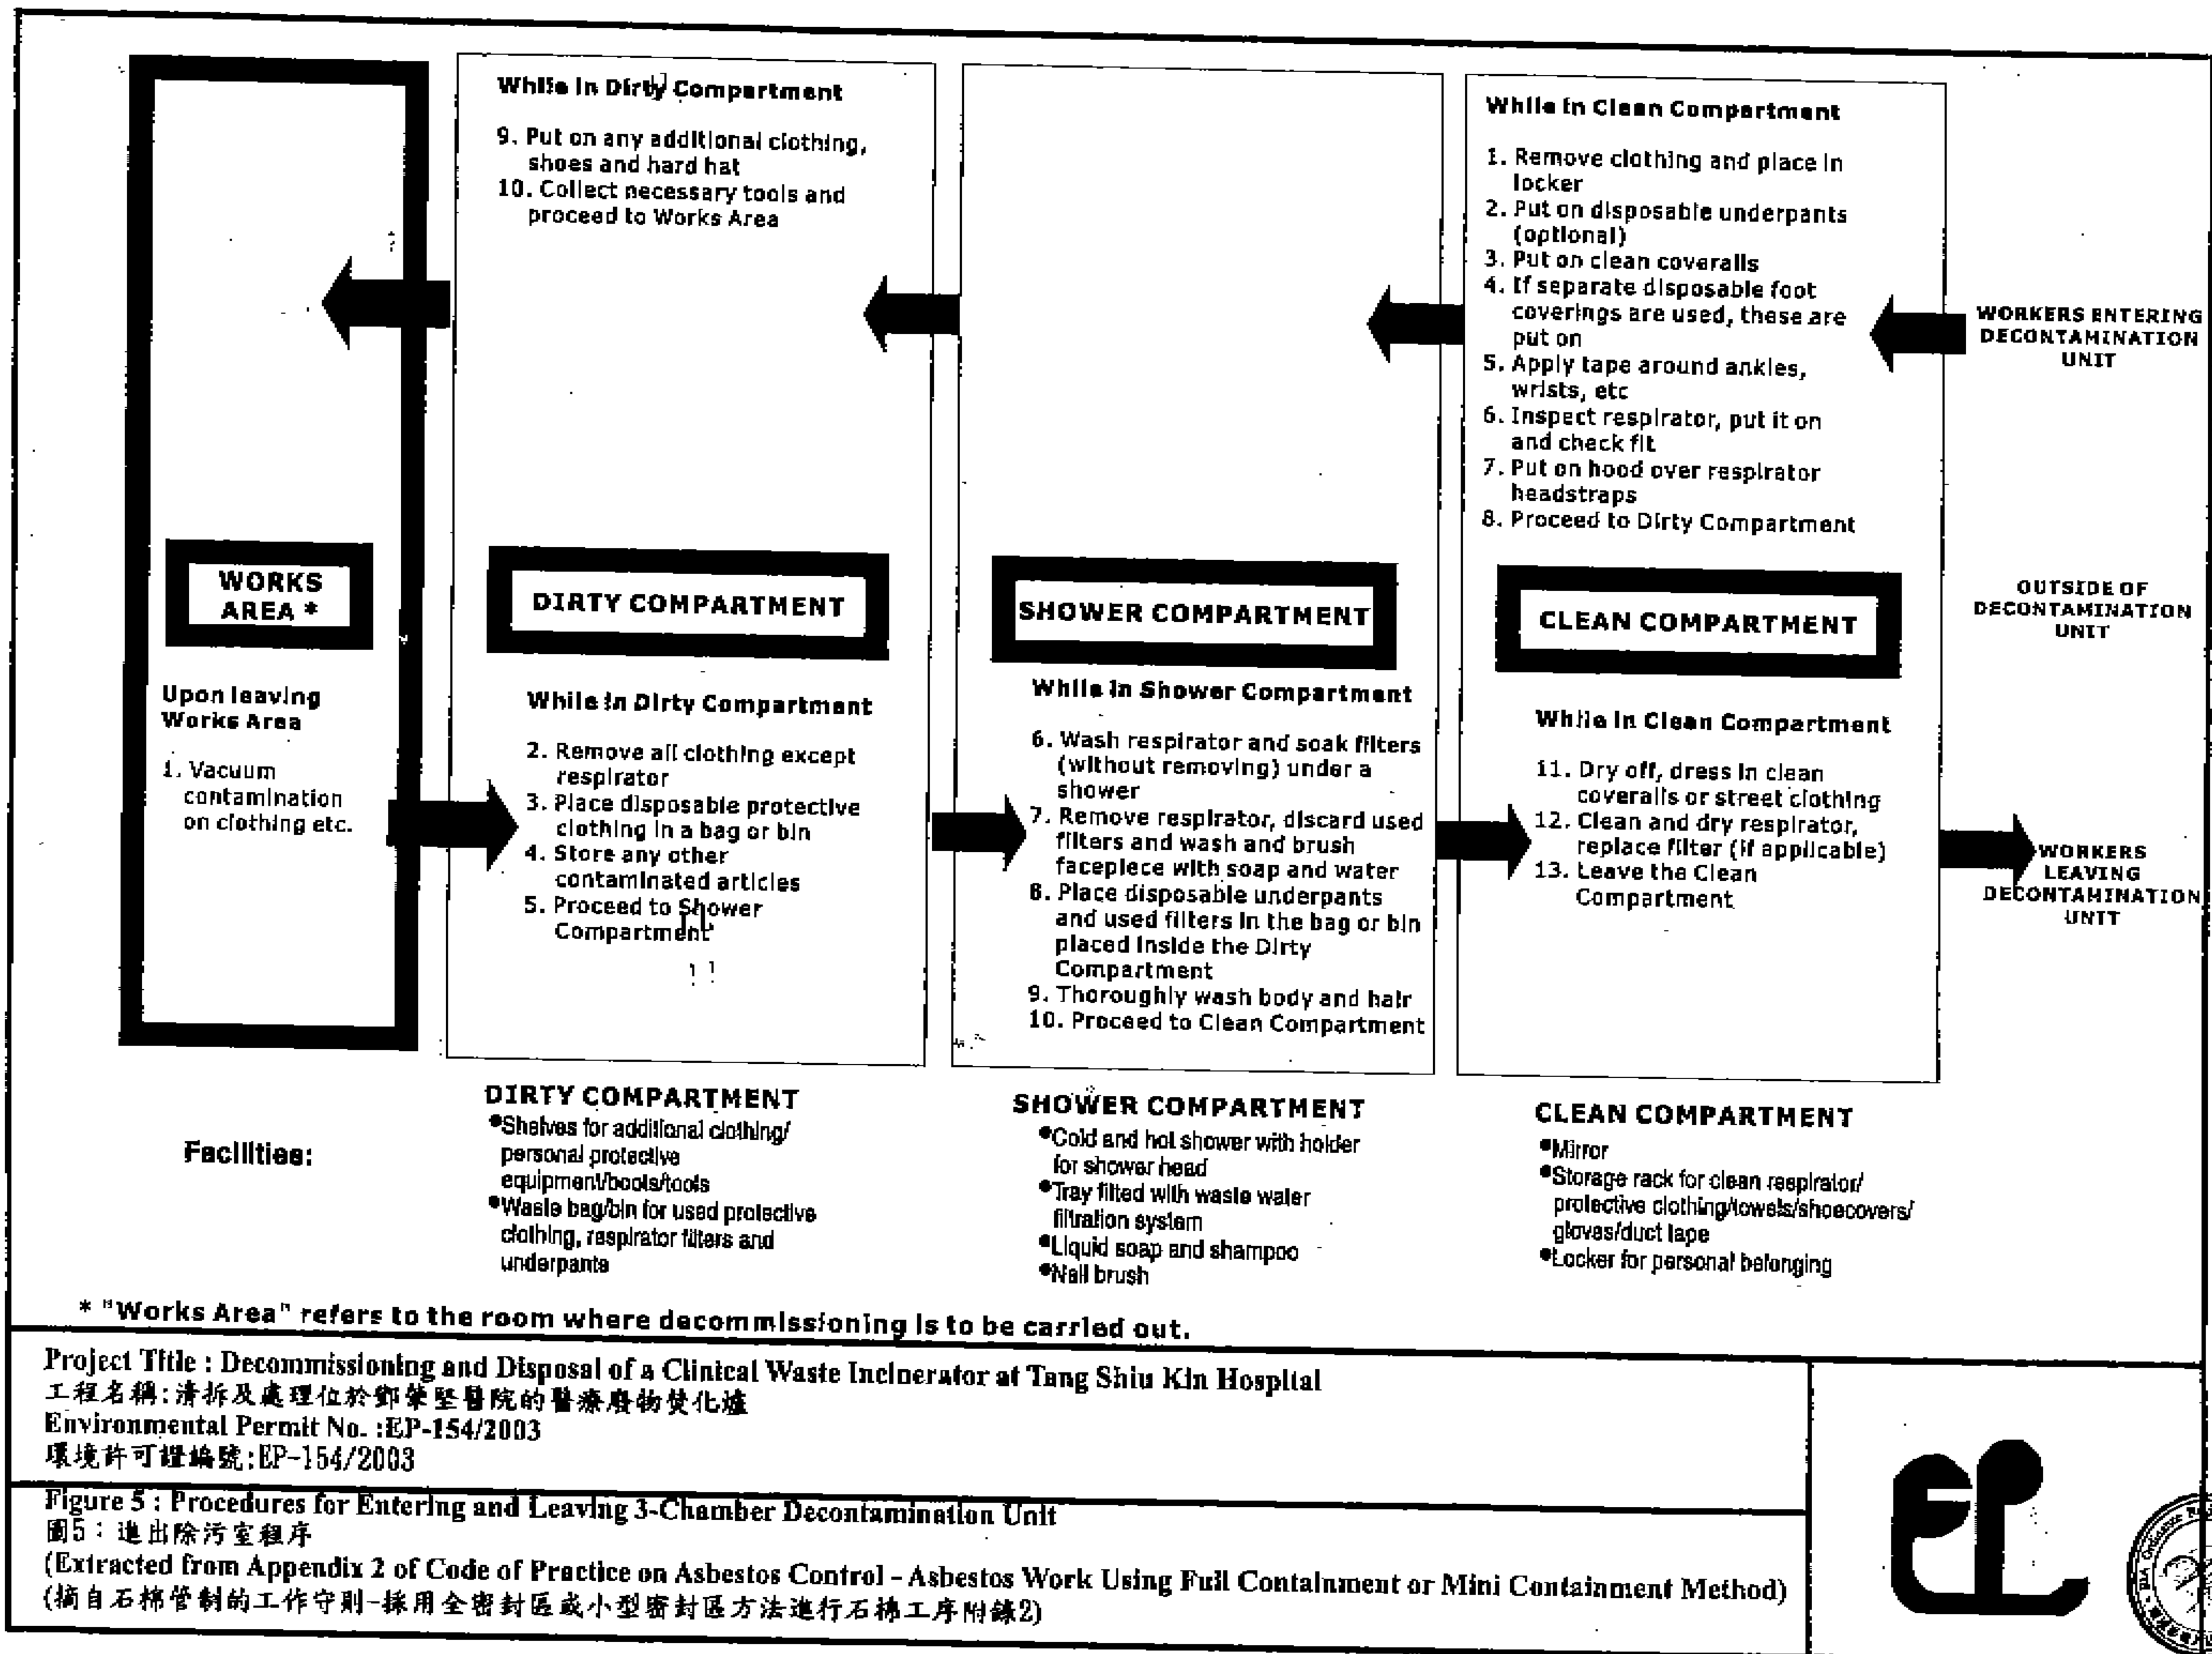 While In Dirty Compartment
9. Put on any additional clothing,
shoes and hard hat
10. Collect necessary tools and
proceed to Works Area
While In Clean Compartment
1. Remove clothing and place in
locker
2. Put on disposable underpants
(optional)
3. Put on clean coveralls
4. If separate disposable foot
coverings are used, these are
put on
5. Apply tape around ankles,
wrists, etc
6. Inspect respirator, put it on
and check fit
7. Put on hood over respirator
headstraps
8. Proceed to Dirty Compartment
WORKERS ENTERING
DECONTAMINATION
UNIT
WORKS
AREA *
DIRTY COMPARTMENT
SHOWER COMPARTMENT
CLEAN COMPARTMENT
OUTSIDE OF
DECONTAMINATION
UNIT
Upon leaving
Works Area
1. Vacuum
contamination
on clothing etc.
While in Dirty Compartment
2. Remove all clothing except
respirator
3. Place disposable protective
clothing in a bag or bin
4. Store any other
contaminated articles
5. Proceed to Shower
Compartment
While in Shower Compartment
6. Wash respirator and soak filters
(without removing) under a
shower
7. Remove respirator, discard used
filters and wash and brush
facepiece with soap and water
8. Place disposable underpants
and used filters in the bag or bin
placed inside the Dirty
Compartment
9. Thoroughly wash body and hair
10. Proceed to Clean Compartment
While In Clean Compartment
11. Dry off, dress in clean
coveralls or street clothing
12. Clean and dry respirator,
replace filter (if applicable)
13. Leave the Clean
Compartment
WORKERS
LEAVING
DECONTAMINATION
UNIT
Facilities:
DIRTY COMPARTMENT
•Shelves for additional clothing/
personal protective
equipment/boots/tools
•Waste bag/bin for used protective
clothing, respirator filters and
underpants
SHOWER COMPARTMENT
•Cold and hot shower with holder
for shower head
•Tray fitted with waste water
filtration system
•Liquid soap and shampoo
•Nail brush
CLEAN COMPARTMENT
•Mirror
•Storage rack for clean respirator/
protective clothing/towels/shoecovers/
gloves/duct tape
•Locker for personal belonging
* "Works Area" refers to the room where decommissioning is to be carried out.
Project Title : Decommissioning and Disposal of a Clinical Waste Incinerator at Tang Shiu Kin Hospital
工程名稱:清拆及處理位於鄧肇堅醫院的醫療廢物焚化爐
Environmental Permit No. :EP-154/2003
環境許可證編號:EP-154/2003
Figure 5 : Procedures for Entering and Leaving 3-Chamber Decontamination Unit
圖5：進出除污室程序
(Extracted from Appendix 2 of Code of Practice on Asbestos Control - Asbestos Work Using Full Containment or Mini Containment Method)
(摘自石棉管制的工作守則-採用全密封區或小型密封區方法進行石棉工序附錄2)